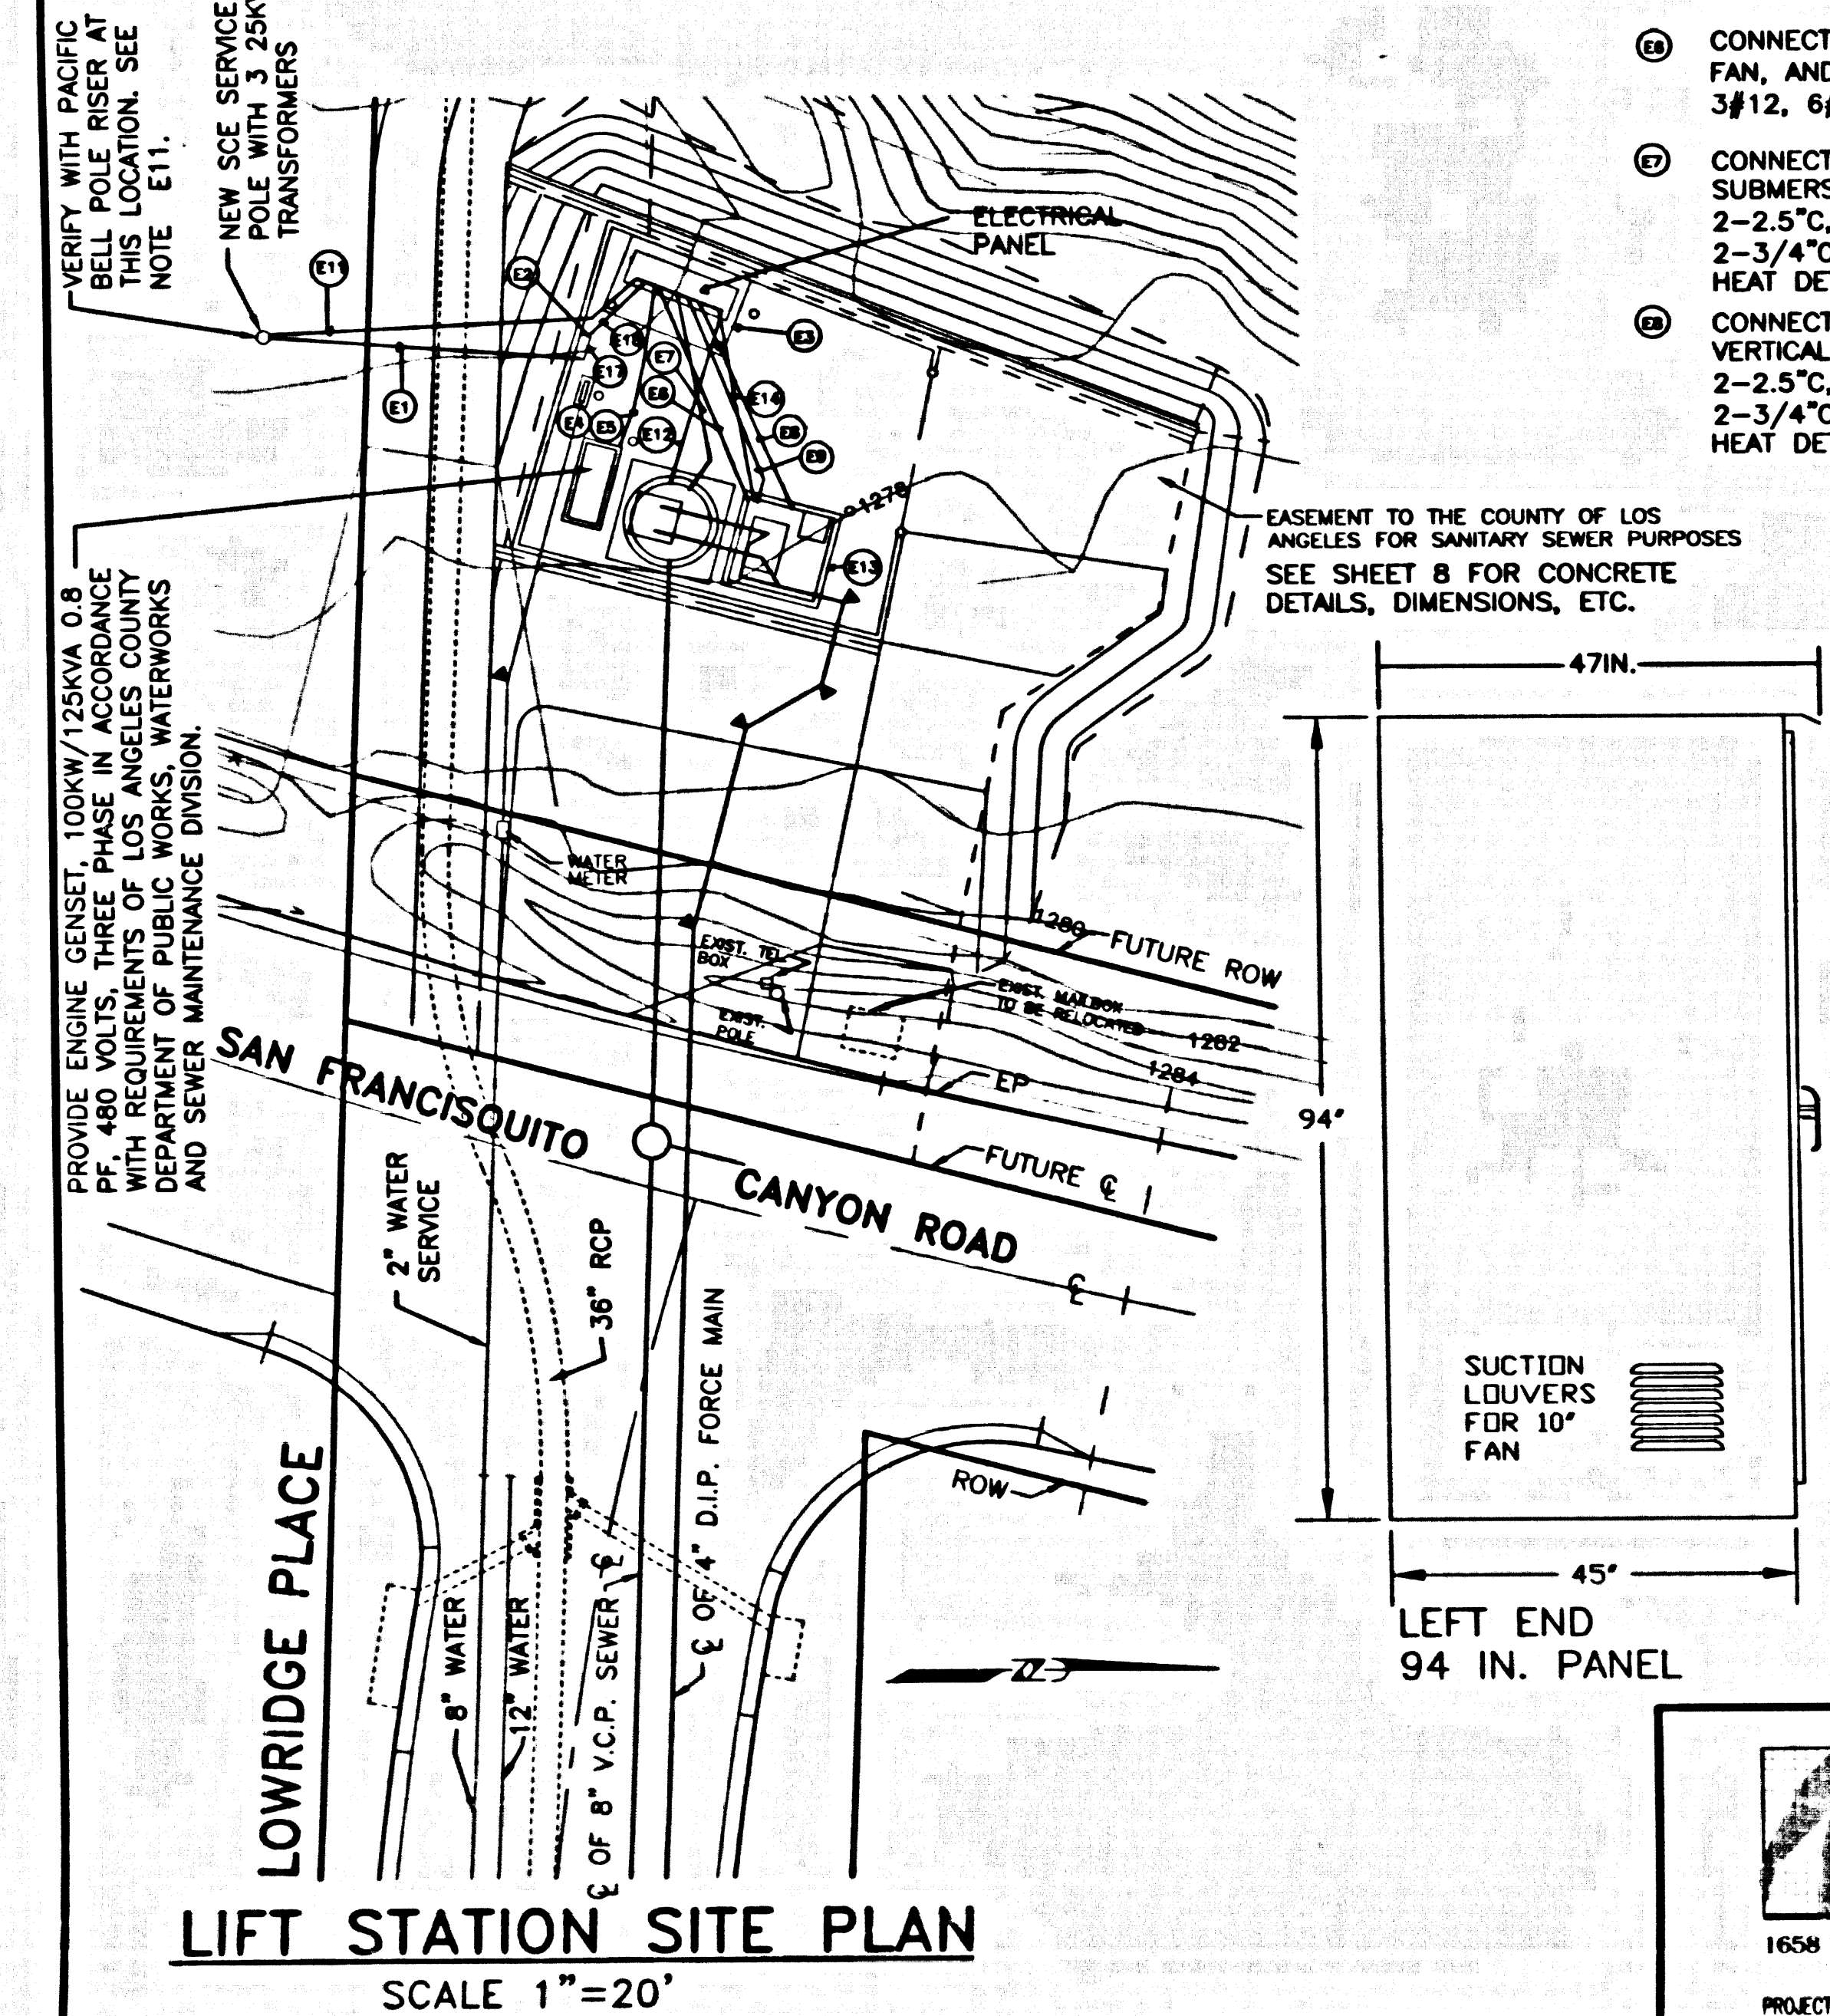 VERIFY WITH PACIFIC
BELL POLE RISER AT
THIS LOCATION. SEE
NOTE E11.
NEW SCE SERVICE
POLE WITH 3 25K
TRANSFORMERS
E11
E1
E2
E16
E17
E7
E6
E4
E5
E12
E3
E14
E8
E9
E13
ELECTRICAL
PANEL
1278
E6 CONNECT
FAN, AND
3#12, 6#
E7 CONNECT
SUBMERS
2-2.5"C,
2-3/4"C
HEAT DE
E8 CONNECT
VERTICAL
2-2.5"C,
2-3/4"C
HEAT DE
EASEMENT TO THE COUNTY OF LOS
ANGELES FOR SANITARY SEWER PURPOSES
SEE SHEET 8 FOR CONCRETE
DETAILS, DIMENSIONS, ETC.
PROVIDE ENGINE GENSET, 100KW/125KVA 0.8
PF, 480 VOLTS, THREE PHASE IN ACCORDANCE
WITH REQUIREMENTS OF LOS ANGELES COUNTY
DEPARTMENT OF PUBLIC WORKS, WATERWORKS
AND SEWER MAINTENANCE DIVISION.
WATER
METER
EXIST. TEL
BOX
EXIST.
POLE
EXIST. MAILBOX
TO BE RELOCATED
1280
FUTURE ROW
1282
1284
EP
FUTURE ℄
SAN FRANCISQUITO
CANYON ROAD
℄
2" WATER
SERVICE
36" RCP
LOWRIDGE PLACE
8" WATER
12" WATER
℄ OF 8" V.C.P. SEWER
℄
℄ OF 4" D.I.P. FORCE MAIN
ROW
N
47IN.
94"
SUCTION
LOUVERS
FOR 10"
FAN
45"
LEFT END
94 IN. PANEL
LIFT STATION SITE PLAN
SCALE 1"=20'
1658
PROJECT